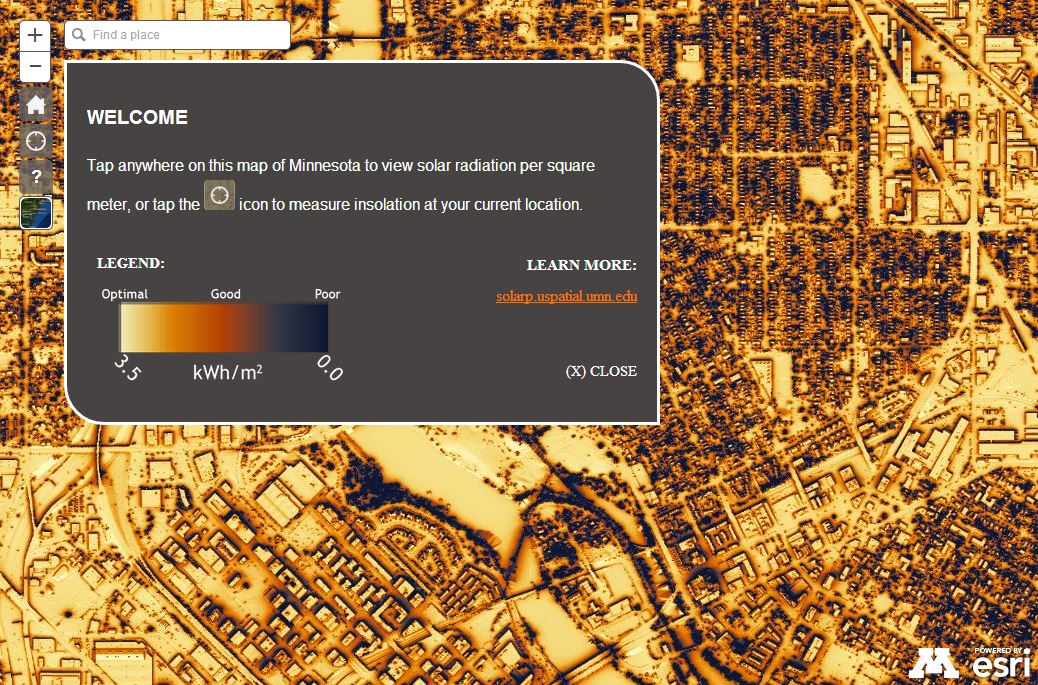 +
Find a place
−
?
WELCOME
Tap anywhere on this map of Minnesota to view solar radiation per square
meter, or tap the icon to measure insolation at your current location.
LEGEND:
Optimal Good Poor
3.5 kWh/m² 0.0
LEARN MORE:
solarp.uspatial.umn.edu
(X) CLOSE
M
POWERED BY
esri